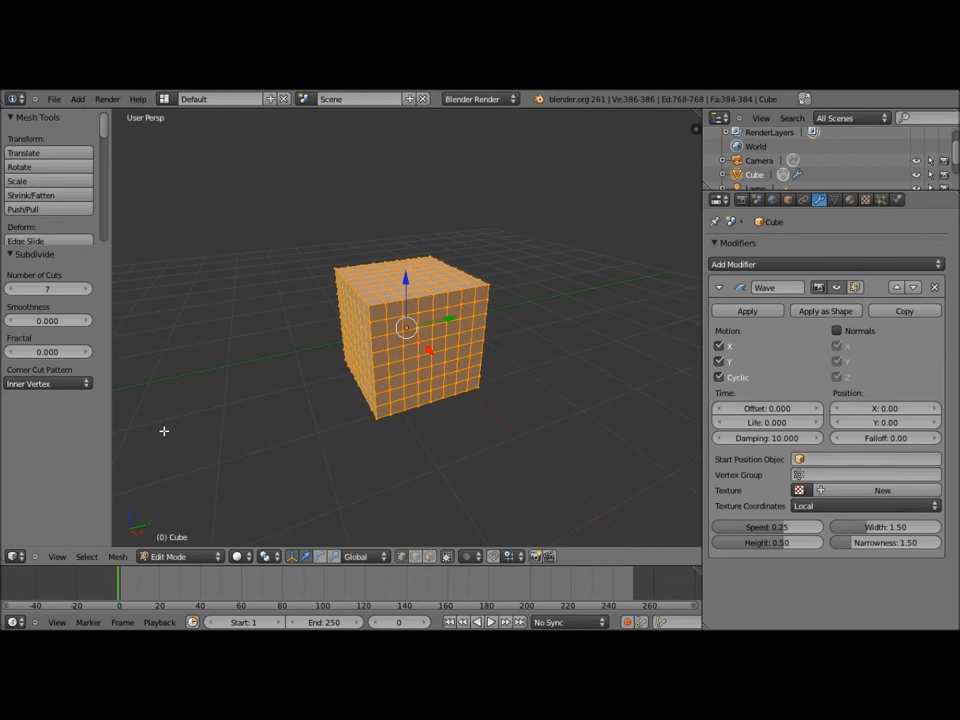 File Add Render Help Default Scene Blender Render blender.org 261 | Ve:386-386 | Ed:768-768 | Fa:384-384 | Cube
Mesh Tools
Transform:
Translate
Rotate
Scale
Shrink/Fatten
Push/Pull
Deform:
Edge Slide
Subdivide
Number of Cuts
7
Smoothness
0.000
Fractal
0.000
Corner Cut Pattern
Inner Vertex
User Persp
(0) Cube
View Select Mesh Edit Mode Global
-40 -20 0 20 40 60 80 100 120 140 160 180 200 220 240 260
View Marker Frame Playback Start: 1 End: 250 0 No Sync
View Search All Scenes
RenderLayers
World
Camera
Cube
Lamp
Cube
Modifiers
Add Modifier
Wave
Apply Apply as Shape Copy
Motion: Normals
X X
Y Y
Cyclic Z
Time: Position:
Offset: 0.000 X: 0.00
Life: 0.000 Y: 0.00
Damping: 10.000 Falloff: 0.00
Start Position Objec
Vertex Group
Texture New
Texture Coordinates Local
Speed: 0.25 Width: 1.50
Height: 0.50 Narrowness: 1.50